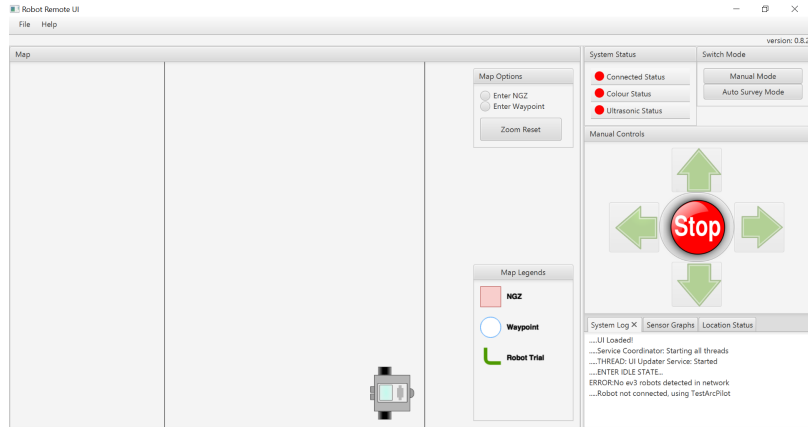 Robot Remote UI
File Help
version: 0.8.2
Map
Map Options
Enter NGZ
Enter Waypoint
Zoom Reset
Map Legends
NGZ
Waypoint
Robot Trial
System Status
Connected Status
Colour Status
Ultrasonic Status
Switch Mode
Manual Mode
Auto Survey Mode
Manual Controls
Stop
System Log X Sensor Graphs Location Status
....UI Loaded!
....Service Coordinator: Starting all threads
....THREAD: UI Updater Service: Started
....ENTER IDLE STATE...
ERROR:No ev3 robots detected in network
....Robot not connected, using TestArcPilot